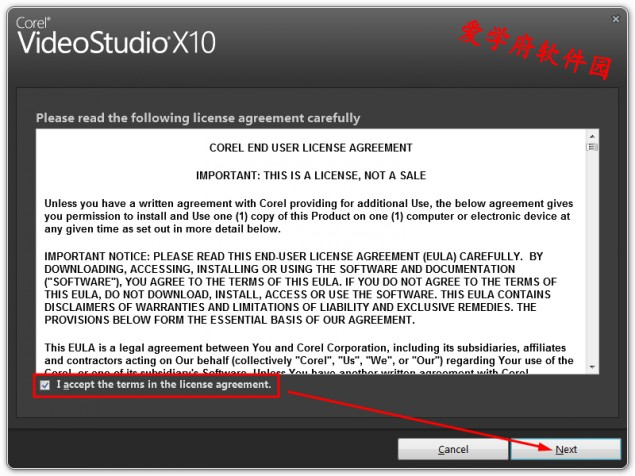 Corel®
VideoStudio® X10
爱学府软件园
Please read the following license agreement carefully
COREL END USER LICENSE AGREEMENT
IMPORTANT: THIS IS A LICENSE, NOT A SALE
Unless you have a written agreement with Corel providing for additional Use, the below agreement gives
you permission to install and Use one (1) copy of this Product on one (1) computer or electronic device at
any given time as set out in more detail below.
IMPORTANT NOTICE: PLEASE READ THIS END-USER LICENSE AGREEMENT (EULA) CAREFULLY. BY
DOWNLOADING, ACCESSING, INSTALLING OR USING THE SOFTWARE AND DOCUMENTATION
("SOFTWARE"), YOU AGREE TO THE TERMS OF THIS EULA. IF YOU DO NOT AGREE TO THE TERMS OF
THIS EULA, DO NOT DOWNLOAD, INSTALL, ACCESS OR USE THE SOFTWARE. THIS EULA CONTAINS
DISCLAIMERS OF WARRANTIES AND LIMITATIONS OF LIABILITY AND EXCLUSIVE REMEDIES. THE
PROVISIONS BELOW FORM THE ESSENTIAL BASIS OF OUR AGREEMENT.
This EULA is a legal agreement between You and Corel Corporation, including its subsidiaries, affiliates
and contractors acting on Our behalf (collectively "Corel", "Us", "We", or "Our") regarding Your use of the
Corel, or one of its subsidiary's Software. Unless You have another written agreement with Corel
I accept the terms in the license agreement.
Cancel
Next